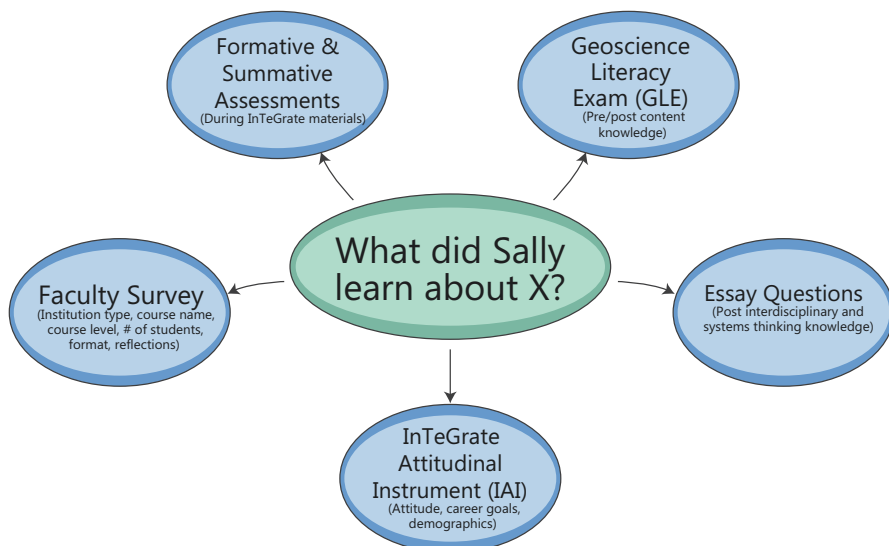 Formative &
Summative
Assessments
(During InTeGrate materials)
Geoscience
Literacy
Exam (GLE)
(Pre/post content
knowledge)
What did Sally
learn about X?
Faculty Survey
(Institution type, course name,
course level, # of students,
format, reflections)
Essay Questions
(Post interdisciplinary and
systems thinking knowledge)
InTeGrate
Attitudinal
Instrument (IAI)
(Attitude, career goals,
demographics)